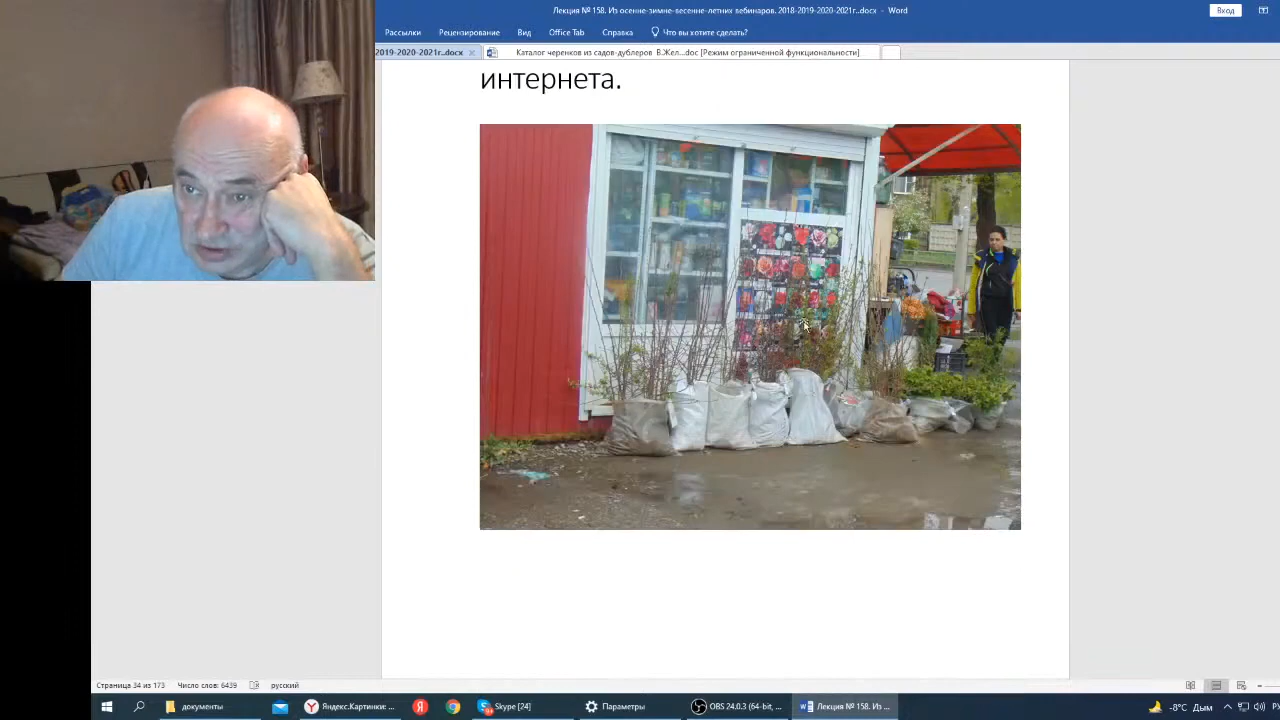 Лекция № 158. Из осенне-зимне-весенне-летних вебинаров. 2018-2019-2020-2021г..docx - Word
Вход
Рассылки Рецензирование Вид Office Tab Справка Что вы хотите сделать?
2019-2020-2021г..docx
Каталог черенков из садов-дублеров В.Жел...doc [Режим ограниченной функциональности]
интернета.
Страница 34 из 173 Число слов: 6439 русский
документы
Яндекс.Картинки: ...
Я
Skype [24]
Параметры
OBS 24.0.3 (64-bit, ...
Лекция № 158. Из ...
-8°C Дым